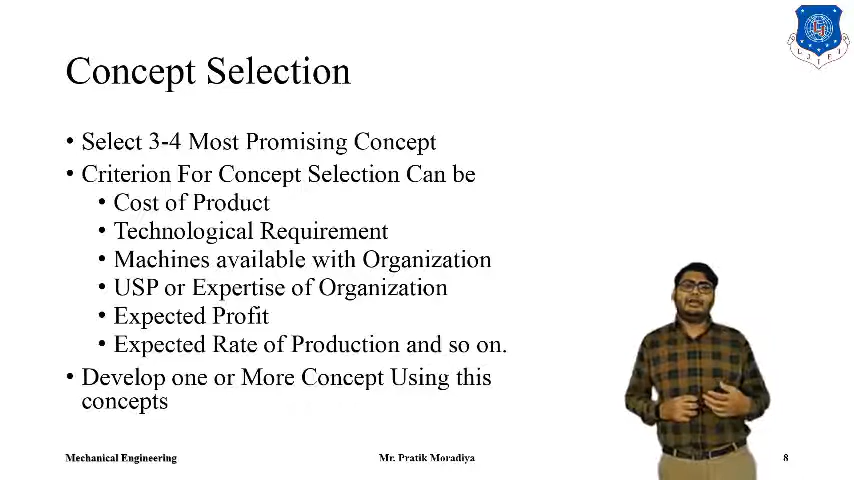 LJIET
Concept Selection
• Select 3-4 Most Promising Concept
• Criterion For Concept Selection Can be
• Cost of Product
• Technological Requirement
• Machines available with Organization
• USP or Expertise of Organization
• Expected Profit
• Expected Rate of Production and so on.
• Develop one or More Concept Using this
concepts
Mechanical Engineering
Mr. Pratik Moradiya
8